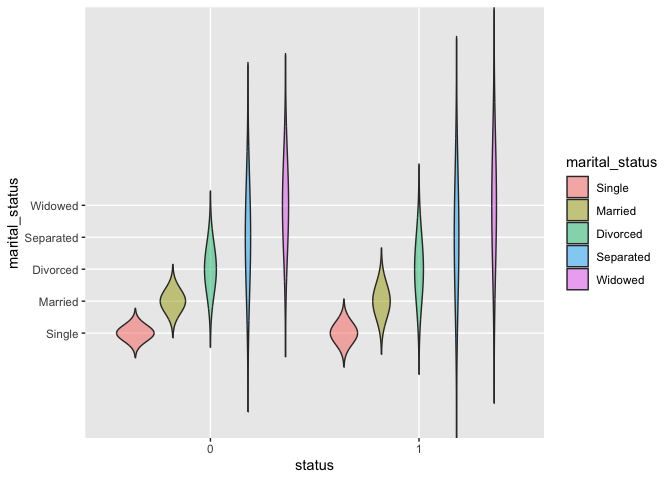 marital_status
Widowed
Separated
Divorced
Married
Single
0
1
status
marital_status
Single
Married
Divorced
Separated
Widowed